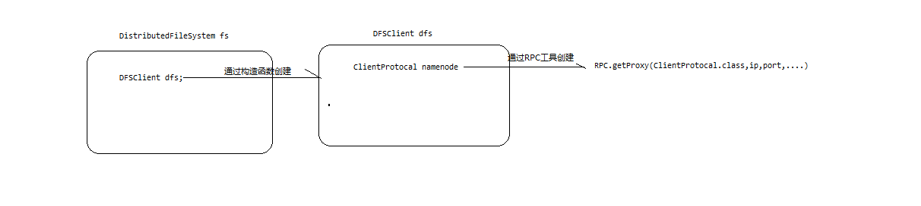 DistributedFileSystem fs
DFSClient dfs
DFSClient dfs;
通过构造函数创建
ClientProtocal namenode
通过RPC工具创建
RPC.getProxy(ClientProtocal.class,ip,port,....)